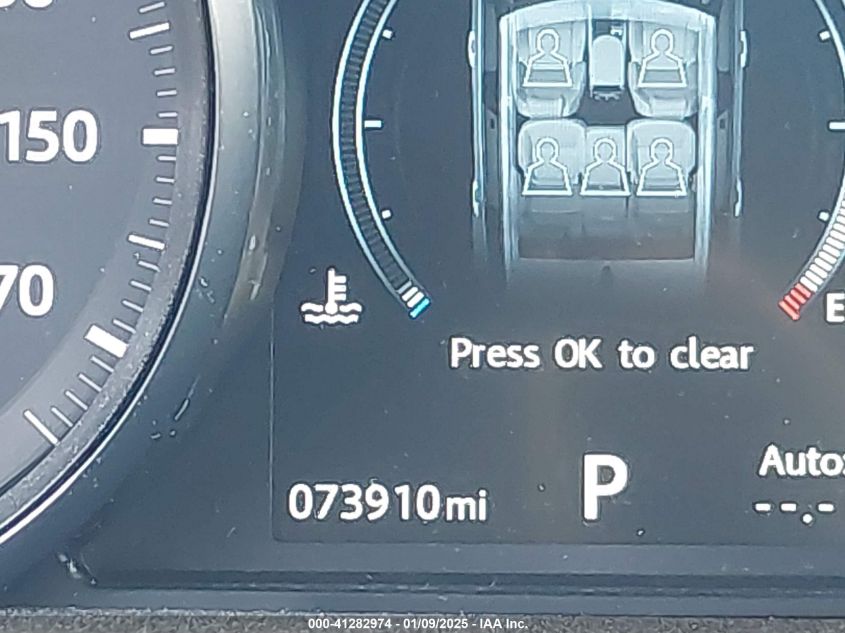 150
70
E
Press OK to clear
073910mi
P
Auto:
--.-
000-41282974 - 01/09/2025 - IAA Inc.